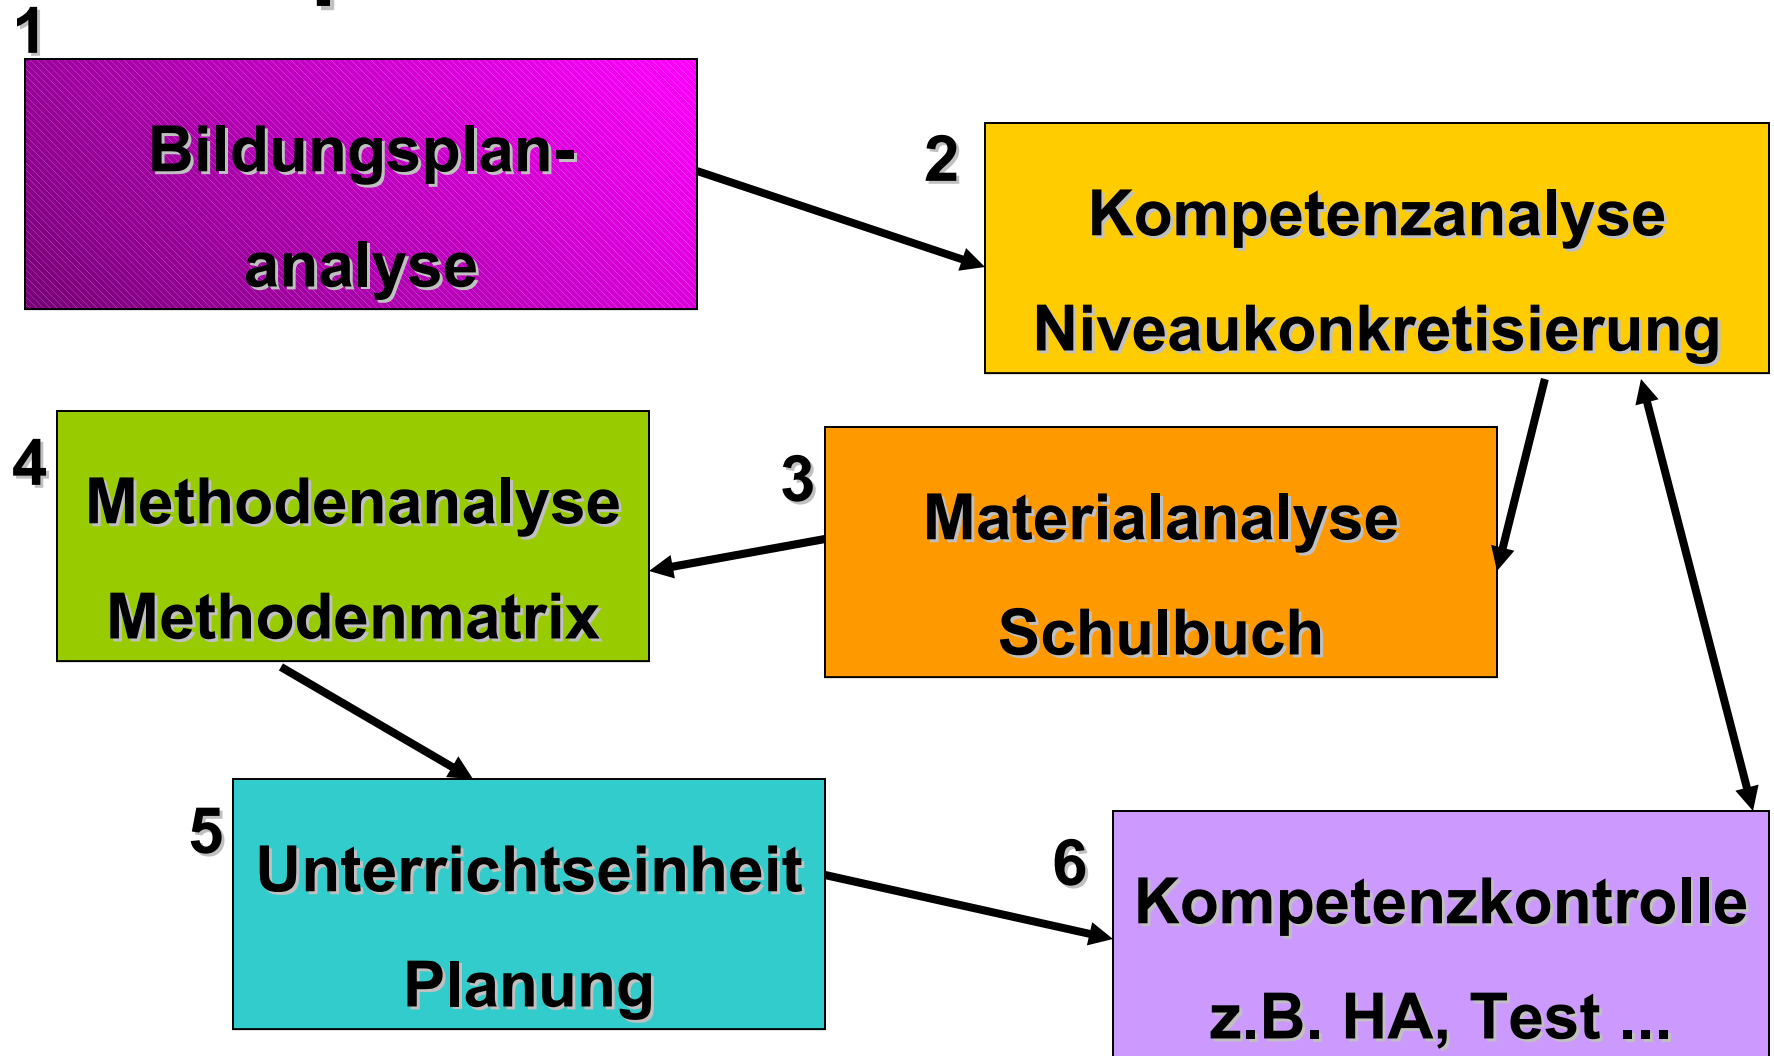 1
Bildungsplan-
analyse
2
Kompetenzanalyse
Niveaukonkretisierung
3
Materialanalyse
Schulbuch
4
Methodenanalyse
Methodenmatrix
5
Unterrichtseinheit
Planung
6
Kompetenzkontrolle
z.B. HA, Test ...